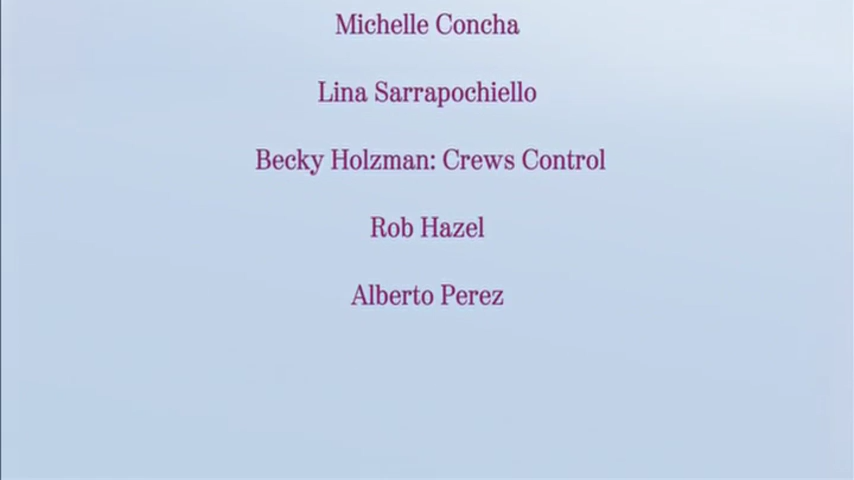 Michelle Concha
Lina Sarrapochiello
Becky Holzman: Crews Control
Rob Hazel
Alberto Perez